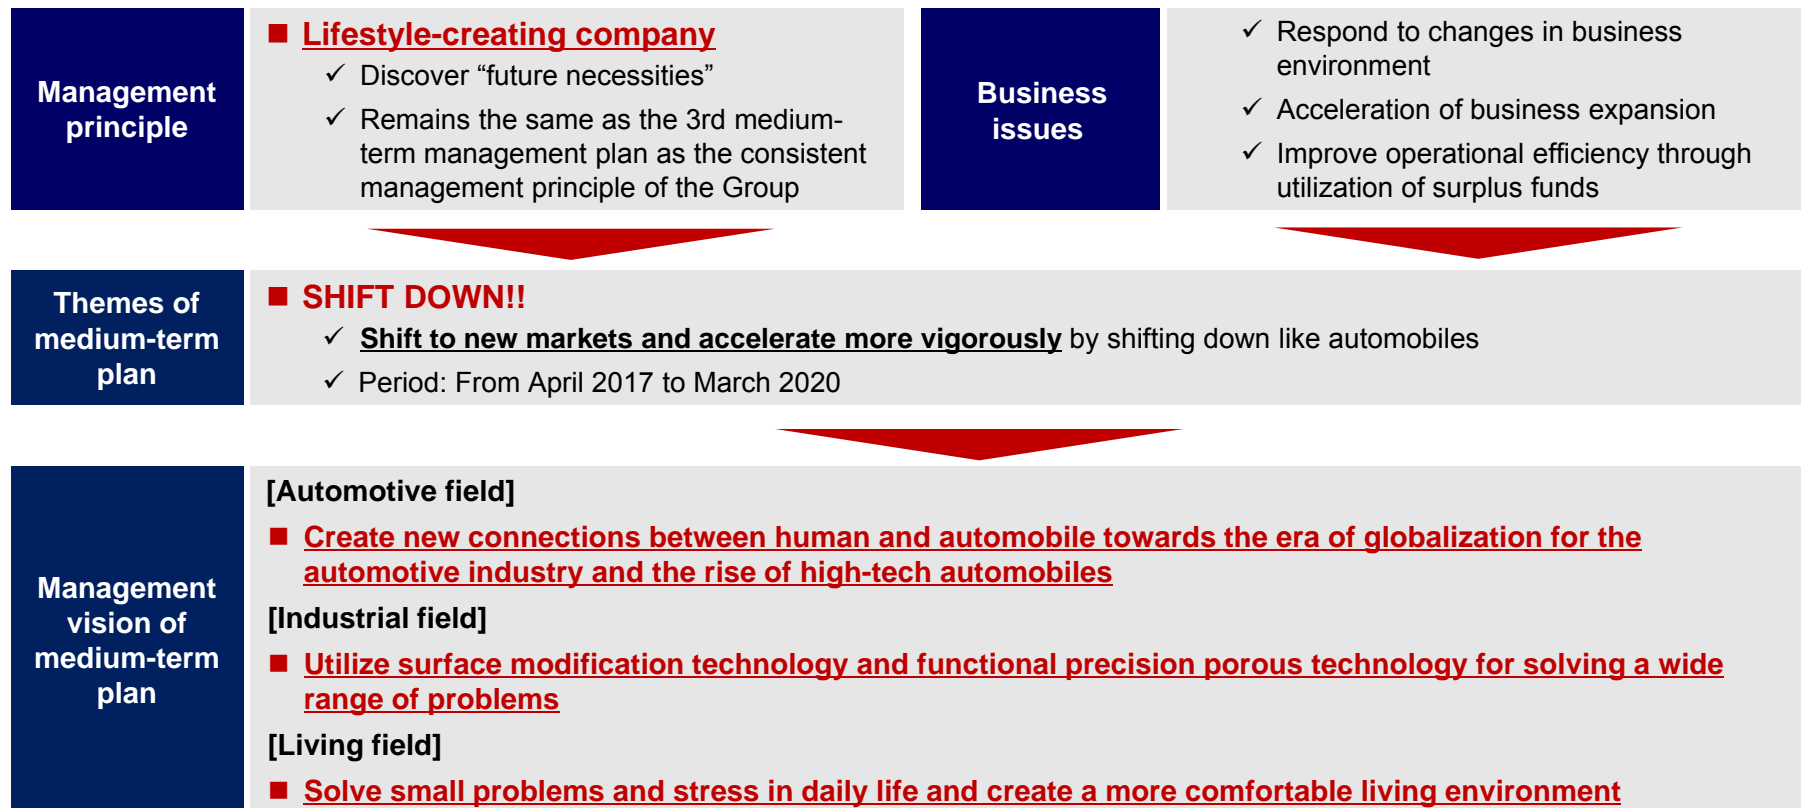 Management
principle
■ Lifestyle-creating company
✓ Discover “future necessities”
✓ Remains the same as the 3rd medium-
term management plan as the consistent
management principle of the Group
Business
issues
✓ Respond to changes in business
environment
✓ Acceleration of business expansion
✓ Improve operational efficiency through
utilization of surplus funds
Themes of
medium-term
plan
■ SHIFT DOWN!!
✓ Shift to new markets and accelerate more vigorously by shifting down like automobiles
✓ Period: From April 2017 to March 2020
Management
vision of
medium-term
plan
[Automotive field]
■ Create new connections between human and automobile towards the era of globalization for the
automotive industry and the rise of high-tech automobiles
[Industrial field]
■ Utilize surface modification technology and functional precision porous technology for solving a wide
range of problems
[Living field]
■ Solve small problems and stress in daily life and create a more comfortable living environment